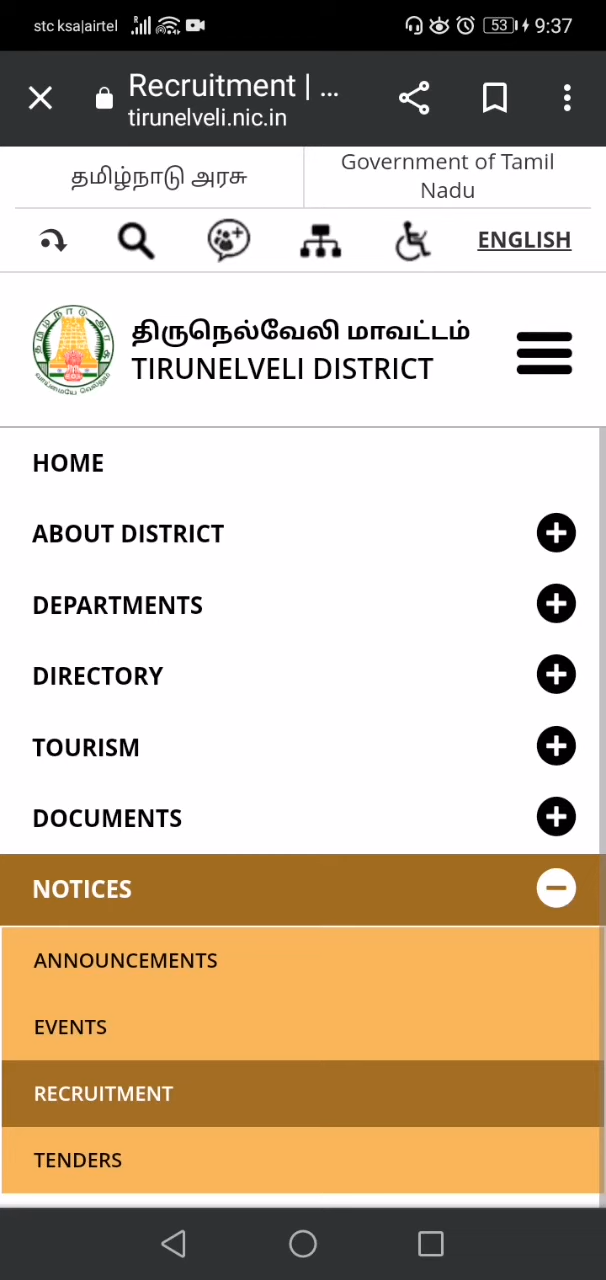 stc ksa|airtel 53 9:37
Recruitment | ...
tirunelveli.nic.in
தமிழ்நாடு அரசு
Government of Tamil
Nadu
ENGLISH
திருநெல்வேலி மாவட்டம்
TIRUNELVELI DISTRICT
HOME
ABOUT DISTRICT
DEPARTMENTS
DIRECTORY
TOURISM
DOCUMENTS
NOTICES
ANNOUNCEMENTS
EVENTS
RECRUITMENT
TENDERS